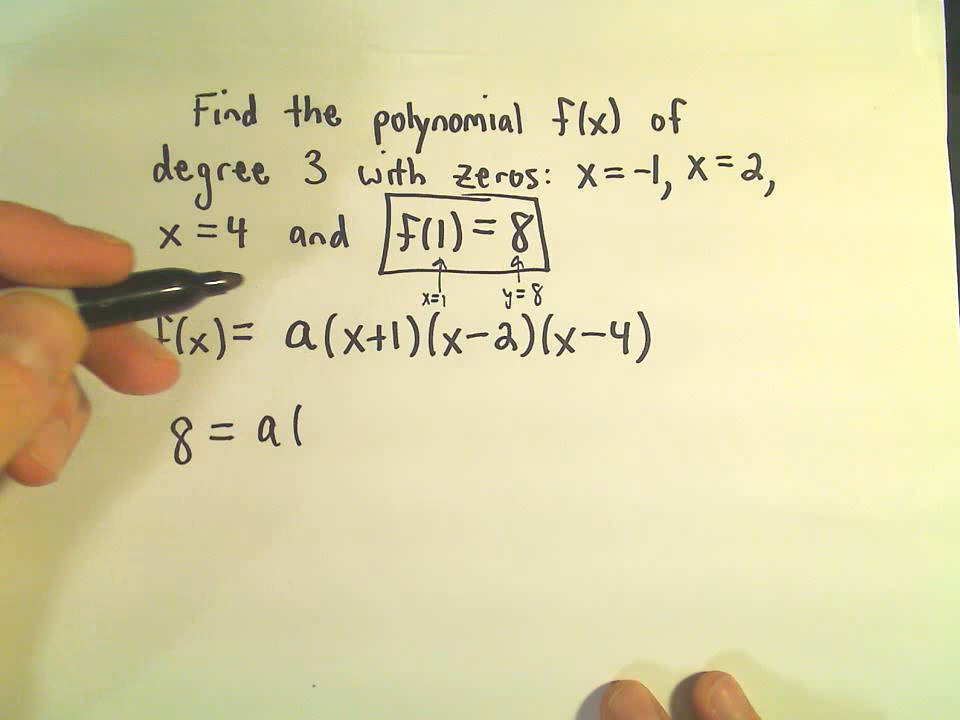 Find the polynomial f(x) of
degree 3 with zeros: x=-1, x=2,
x=4 and f(1)=8
x=1 y=8
f(x)= a(x+1)(x-2)(x-4)
8 = a(